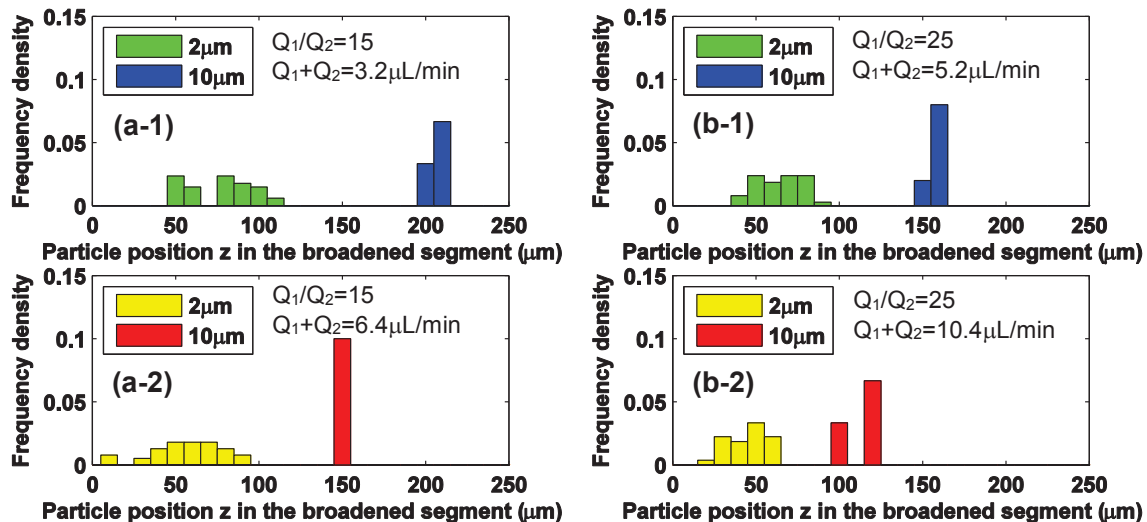 0.15
0.1
0.05
0
Frequency density
2μm
10μm
Q₁/Q₂=15
Q₁+Q₂=3.2μL/min
(a-1)
0 50 100 150 200 250
Particle position z in the broadened segment (μm)
0.15
0.1
0.05
0
Frequency density
2μm
10μm
Q₁/Q₂=25
Q₁+Q₂=5.2μL/min
(b-1)
0 50 100 150 200 250
Particle position z in the broadened segment (μm)
0.15
0.1
0.05
0
Frequency density
2μm
10μm
Q₁/Q₂=15
Q₁+Q₂=6.4μL/min
(a-2)
0 50 100 150 200 250
Particle position z in the broadened segment (μm)
0.15
0.1
0.05
0
Frequency density
2μm
10μm
Q₁/Q₂=25
Q₁+Q₂=10.4μL/min
(b-2)
0 50 100 150 200 250
Particle position z in the broadened segment (μm)